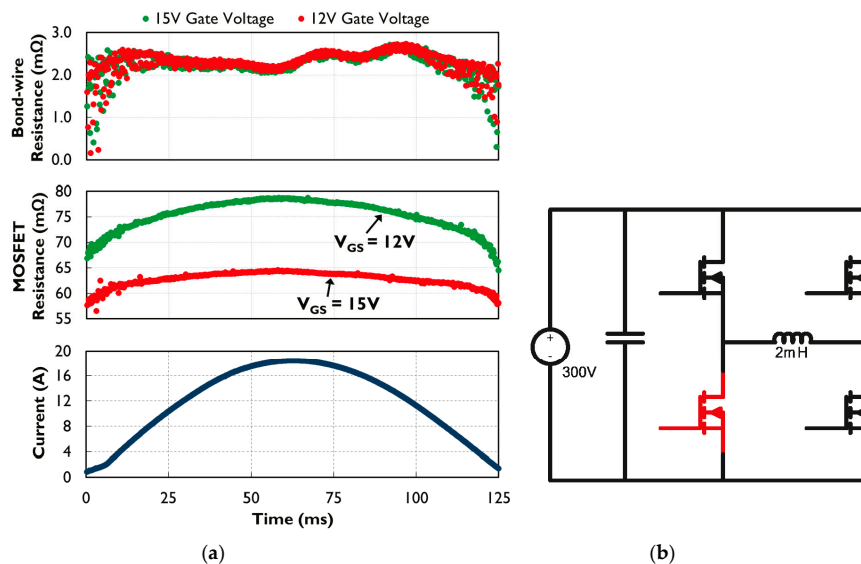 15V Gate Voltage 12V Gate Voltage
Bond-wire
Resistance (mΩ)
3.0
2.0
1.0
0.0
MOSFET
Resistance (mΩ)
80
75
70
65
60
55
VGS = 12V
VGS = 15V
Current (A)
20
16
12
8
4
0
0 25 50 75 100 125
Time (ms)
(a)
+
-
300V
2mH
(b)